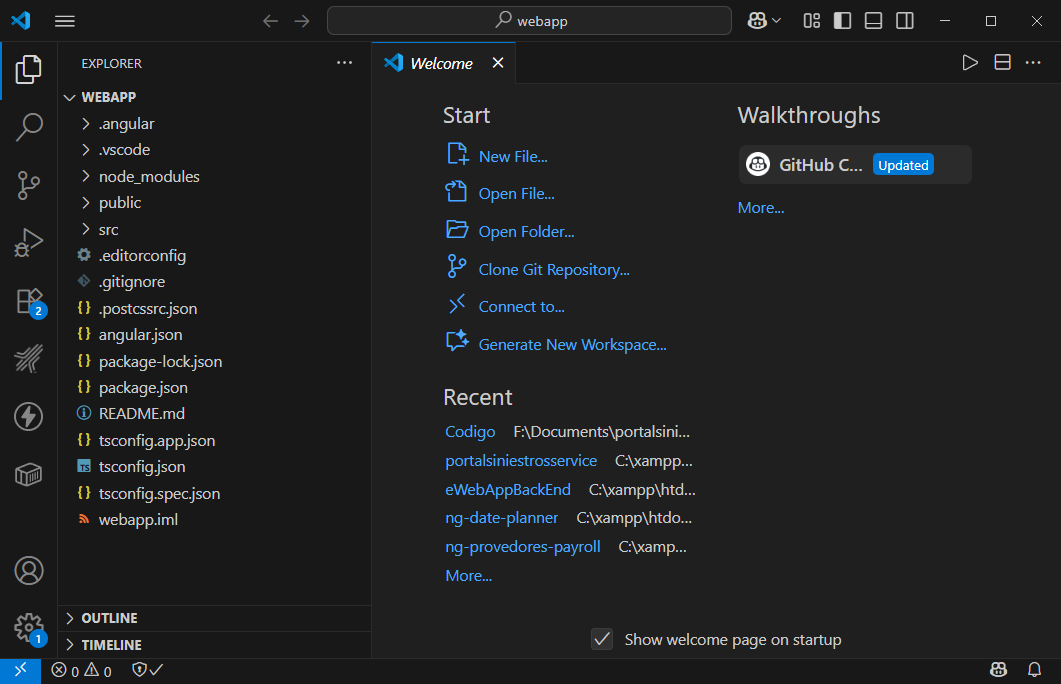 webapp
EXPLORER
Welcome
WEBAPP
.angular
.vscode
node_modules
public
src
.editorconfig
.gitignore
.postcssrc.json
angular.json
package-lock.json
package.json
README.md
tsconfig.app.json
TS tsconfig.json
tsconfig.spec.json
webapp.iml
OUTLINE
TIMELINE
2
1
Start
New File...
Open File...
Open Folder...
Clone Git Repository...
Connect to...
Generate New Workspace...
Recent
Codigo F:\Documents\portalsini...
portalsiniestrosservice C:\xampp...
eWebAppBackEnd C:\xampp\htd...
ng-date-planner C:\xampp\htdo...
ng-provedores-payroll C:\xamp...
More...
Walkthroughs
GitHub C... Updated
More...
Show welcome page on startup
0 0